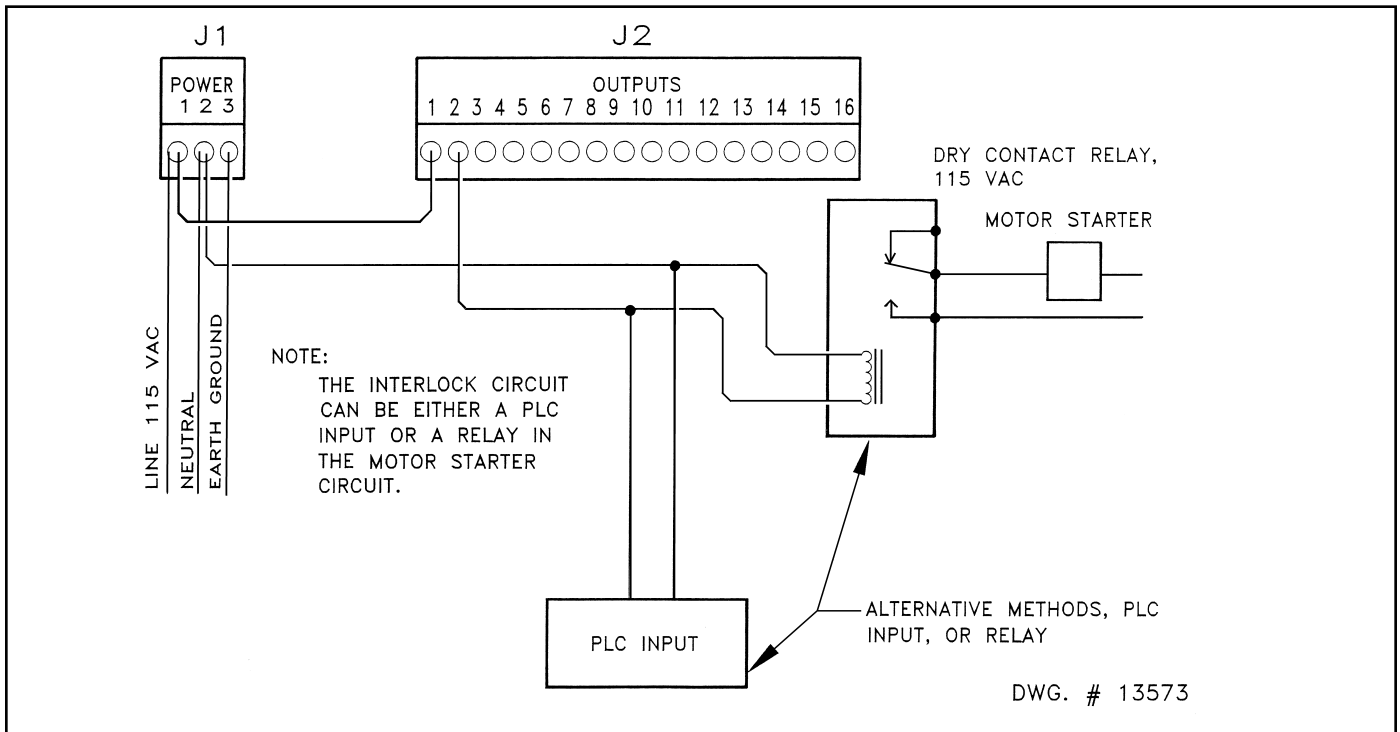 J1
J2
POWER
1 2 3
OUTPUTS
1 2 3 4 5 6 7 8 9 10 11 12 13 14 15 16
DRY CONTACT RELAY,
115 VAC
MOTOR STARTER
LINE 115 VAC
NEUTRAL
EARTH GROUND
NOTE:
THE INTERLOCK CIRCUIT
CAN BE EITHER A PLC
INPUT OR A RELAY IN
THE MOTOR STARTER
CIRCUIT.
ALTERNATIVE METHODS, PLC
INPUT, OR RELAY
PLC INPUT
DWG. # 13573